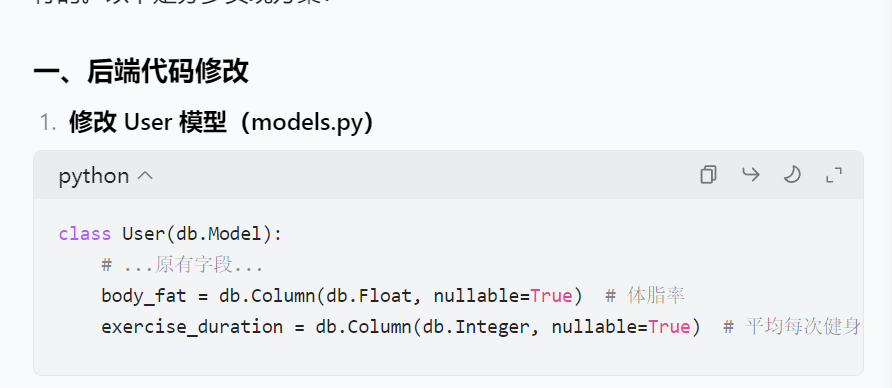 一、后端代码修改
1. 修改 User 模型（models.py）
python
class User(db.Model):
    # ...原有字段...
    body_fat = db.Column(db.Float, nullable=True)  # 体脂率
    exercise_duration = db.Column(db.Integer, nullable=True)  # 平均每次健身